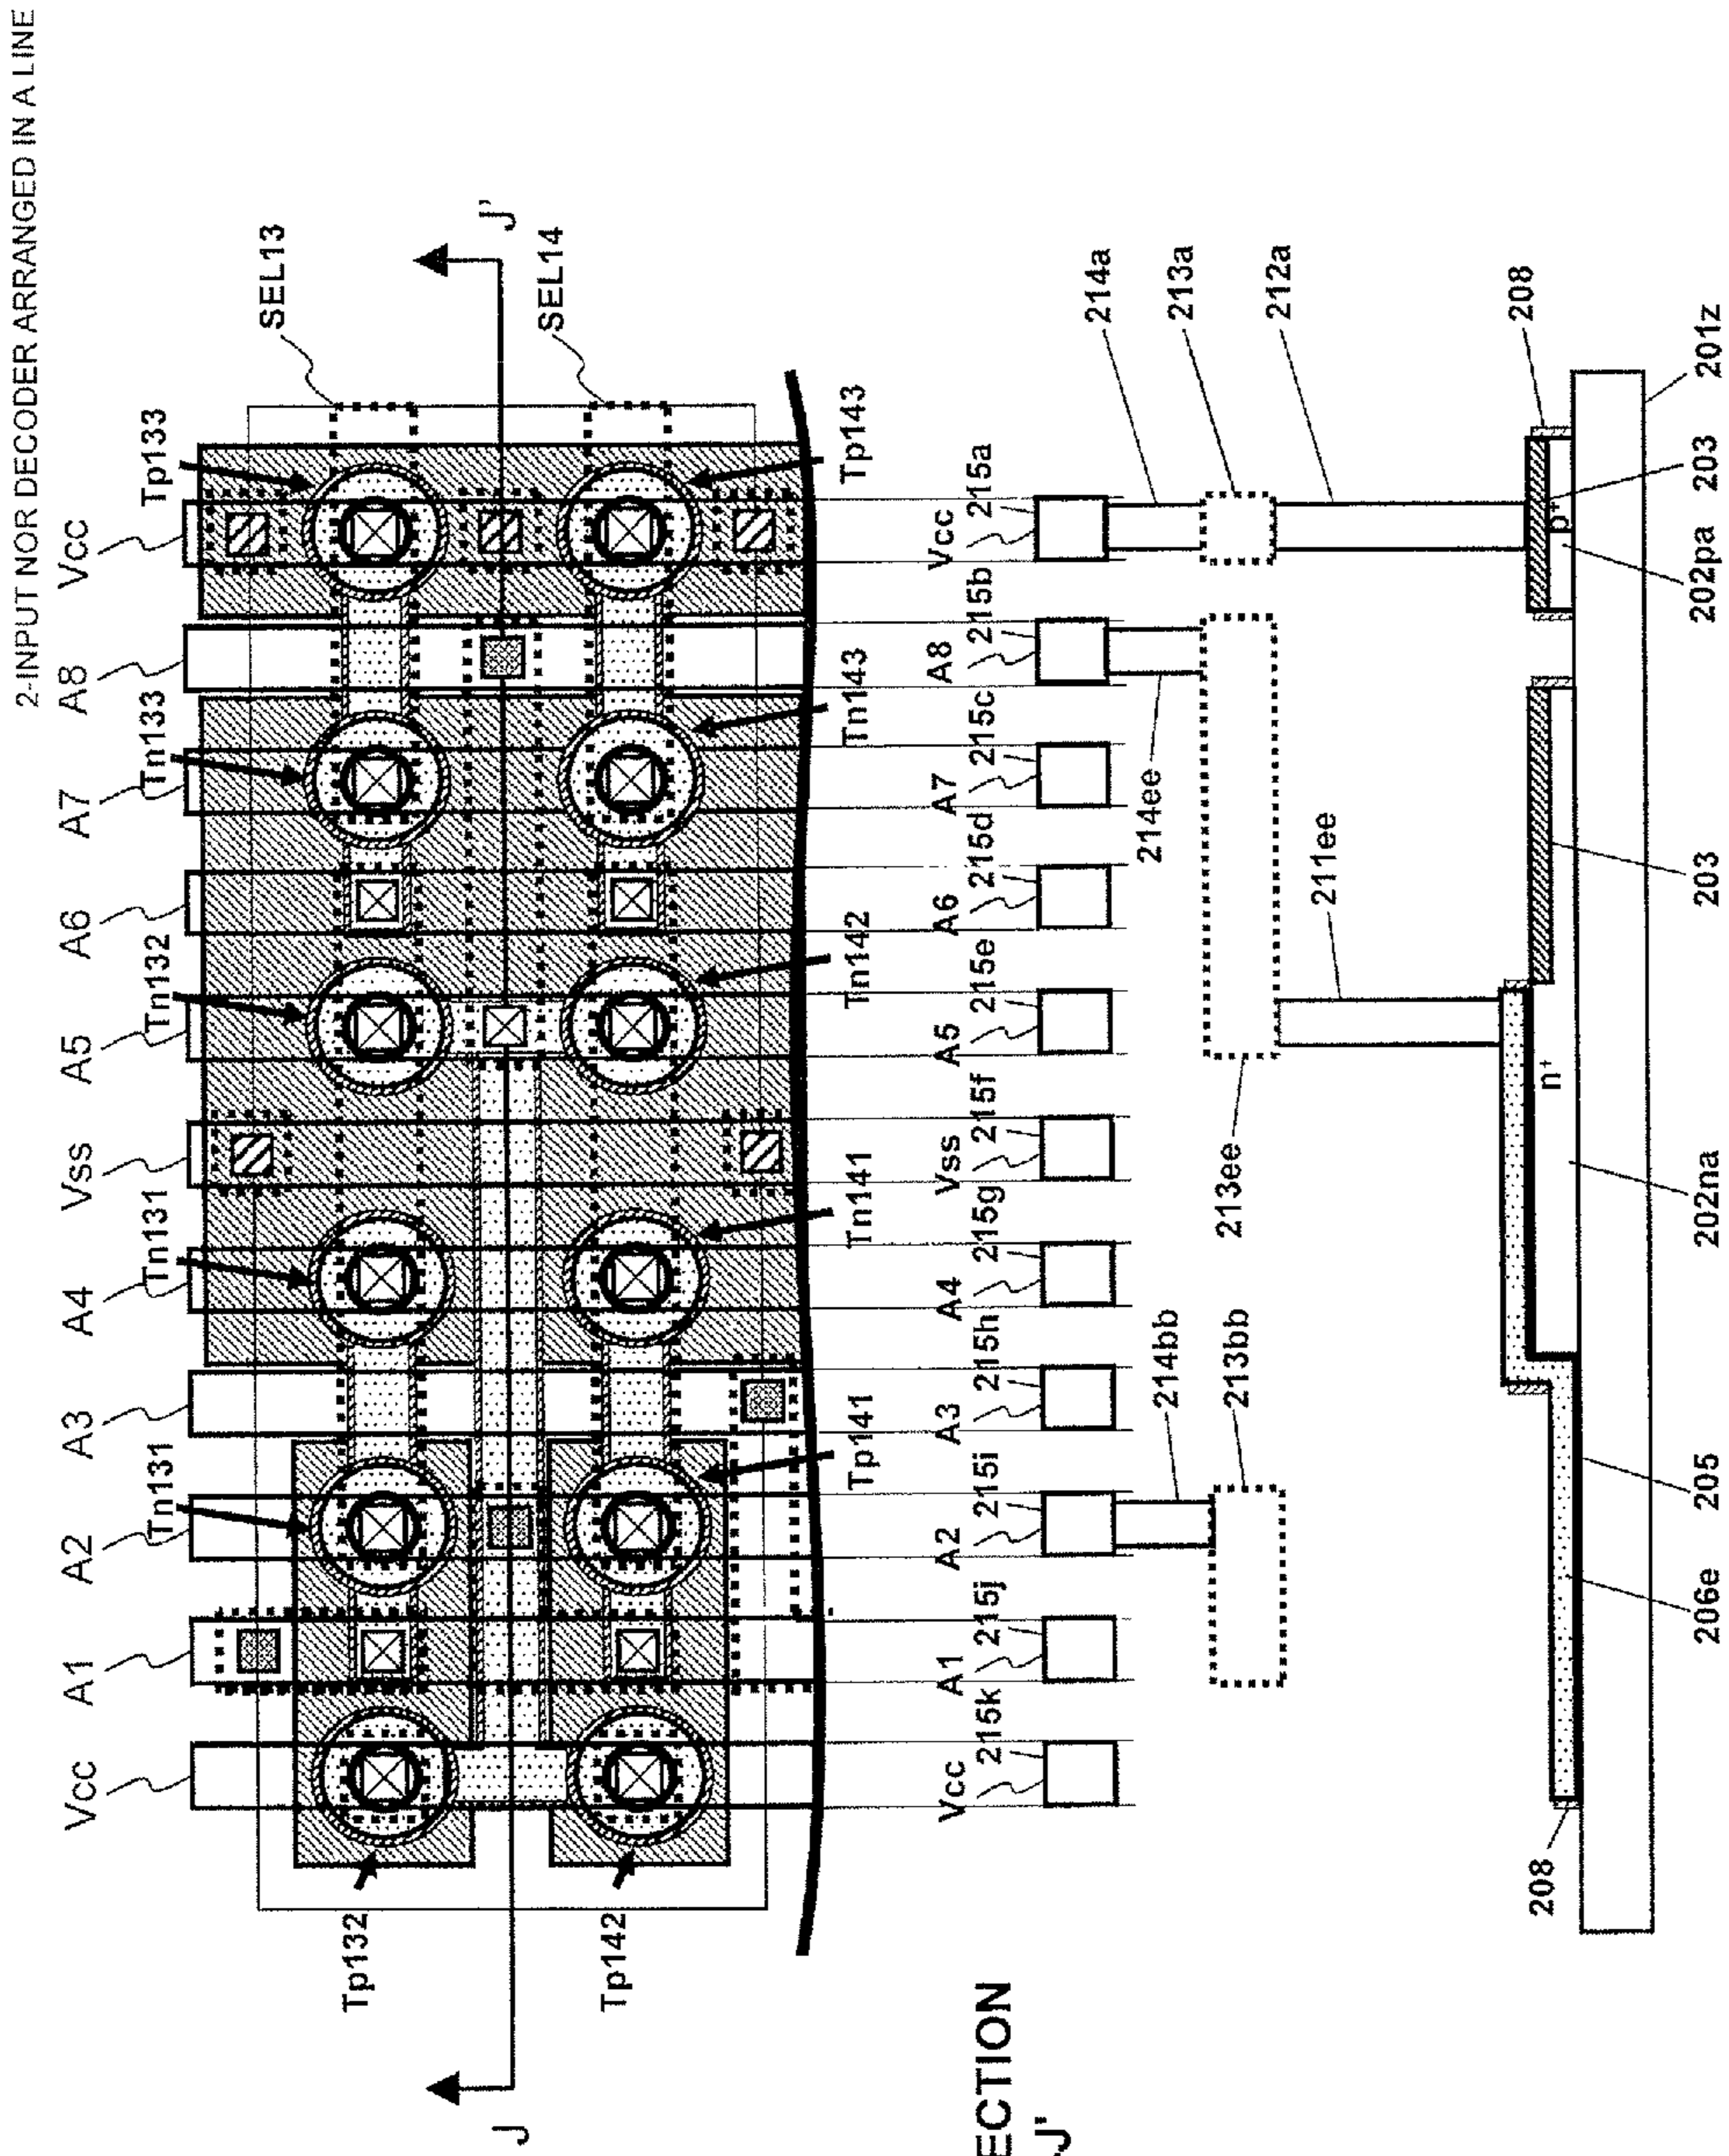 2-INPUT NOR DECODER ARRANGED IN A LINE
Vcc A1 A2 A3 A4 Vss A5 A6 A7 A8 Vcc
Tn131 Tn131 Tn132 Tn133 Tp133
SEL13
J J'
SEL14
Tp132
Tp142
Tp141 Tn141 Tn142 Tn143 Tp143
Vcc A1 A2 A3 A4 Vss A5 A6 A7 A8 Vcc
215k 215j 215i 215h 215g 215f 215e 215d 215c 215b 215a
ECTION
J'
214bb
213bb
214ee
213ee
211ee
214a
213a
212a
n+
p+
208
208
206e
205
202na
203
202pa
203
201z